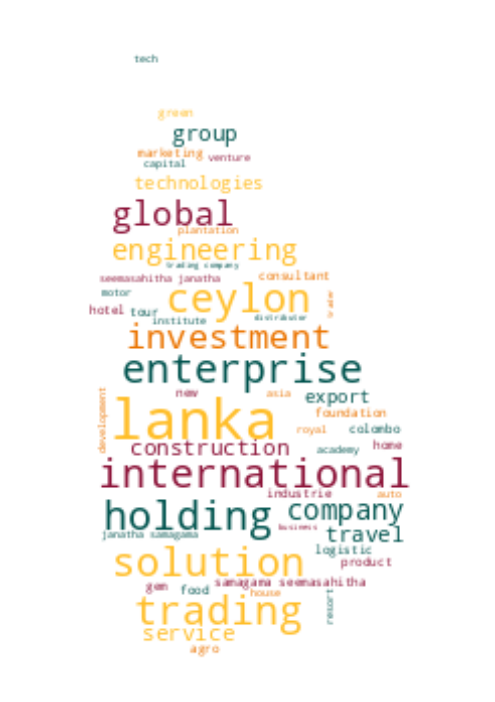 tech
green
group
marketing
venture
capital
technologies
global
plantation
engineering
trading company
seemasahitha janatha
consultant
motor
ceylon
trader
hotel
tour
institute
distributor
investment
enterprise
development
new
asia
export
lanka
foundation
royal
colombo
construction
academy
home
international
industrie
auto
holding
company
business
travel
janatha samagama
logistic
solution
product
samagama seemasahitha
gem
food
house
resort
trading
service
agro